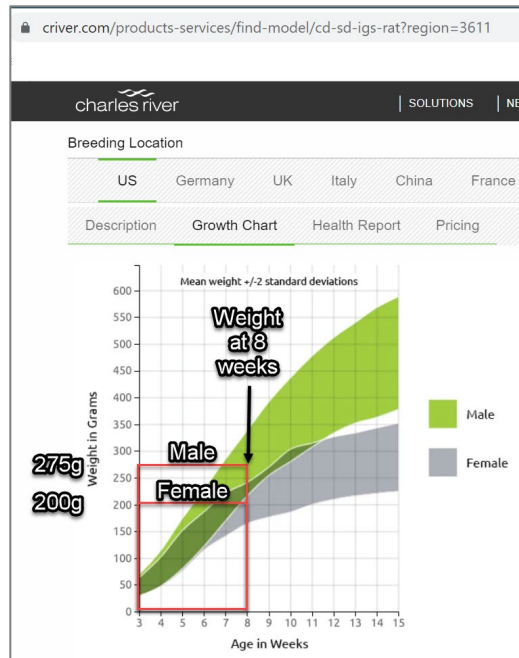 criver.com/products-services/find-model/cd-sd-igs-rat?region=3611
charles river
SOLUTIONS
Breeding Location
US Germany UK Italy China France
Description Growth Chart Health Report Pricing
Mean weight +/-2 standard deviations
600
550
500
450
400
350
300
250
200
150
100
50
0
Weight in Grams
Weight
at 8
weeks
Male
Female
275g
200g
Male
Female
3 4 5 6 7 8 9 10 11 12 13 14 15
Age in Weeks